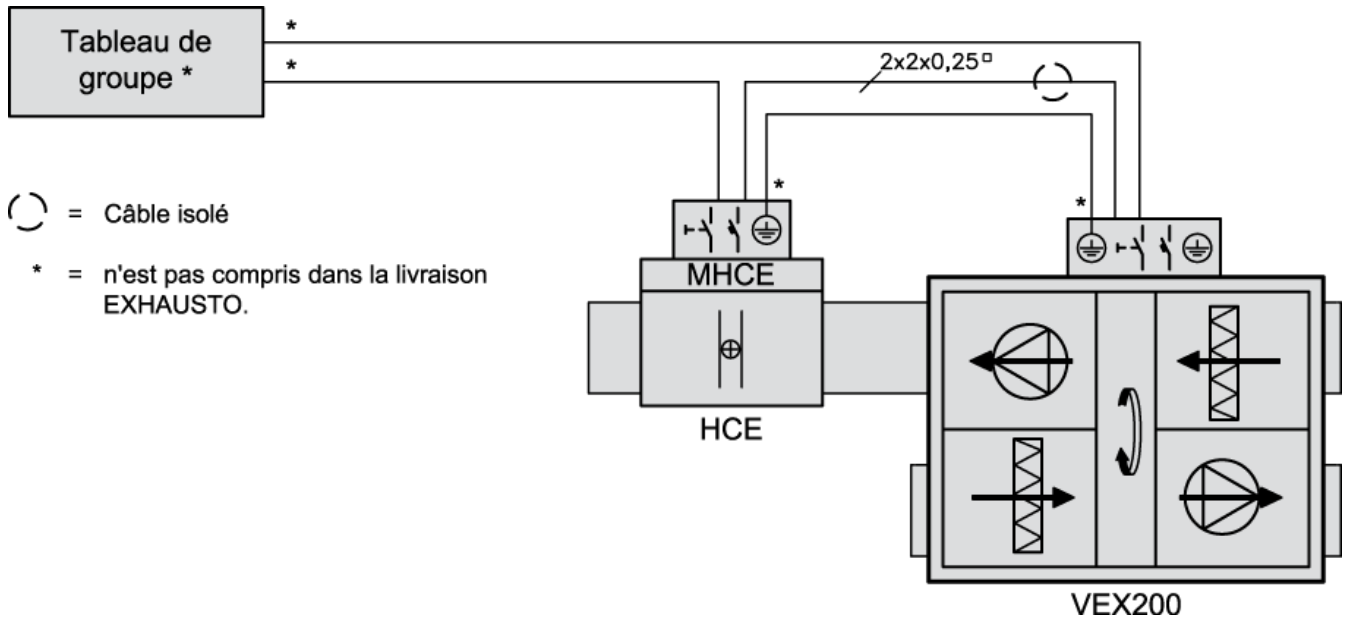 Tableau de
groupe *
*
*
2x2x0,25□
= Câble isolé
* = n'est pas compris dans la livraison
EXHAUSTO.
*
*
MHCE
HCE
VEX200